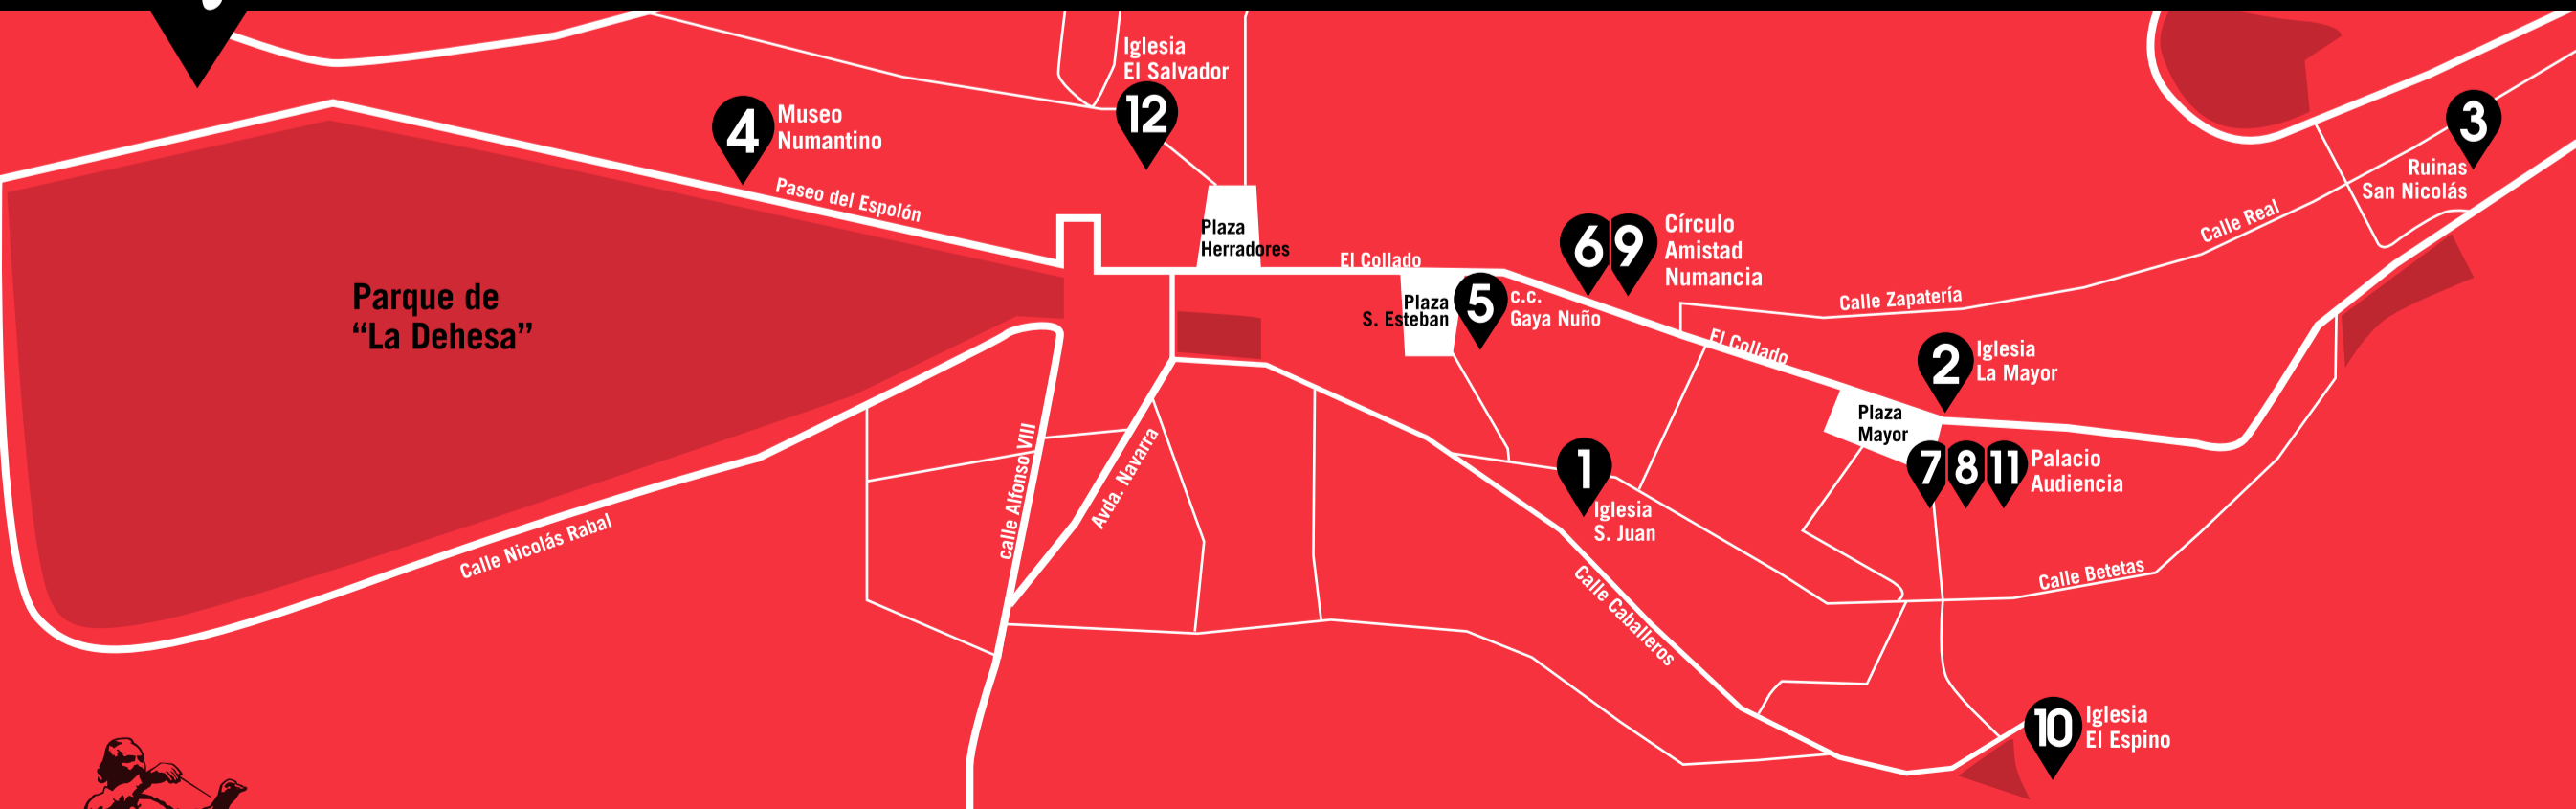 Iglesia
El Salvador
12
4
Museo
Numantino
Paseo del Espolón
3
Ruinas
San Nicolás
Calle Real
Plaza
Herradores
El Collado
6 9
Círculo
Amistad
Numancia
Plaza
S. Esteban
5
c.c.
Gaya Nuño
Calle Zapatería
El Collado
2
Iglesia
La Mayor
Parque de
“La Dehesa”
Plaza
Mayor
7 8 11
Palacio
Audiencia
1
Iglesia
S. Juan
calle Alfonso VIII
Avda. Navarra
Calle Nicolás Rabal
Calle Caballeros
Calle Betetas
10
Iglesia
El Espino